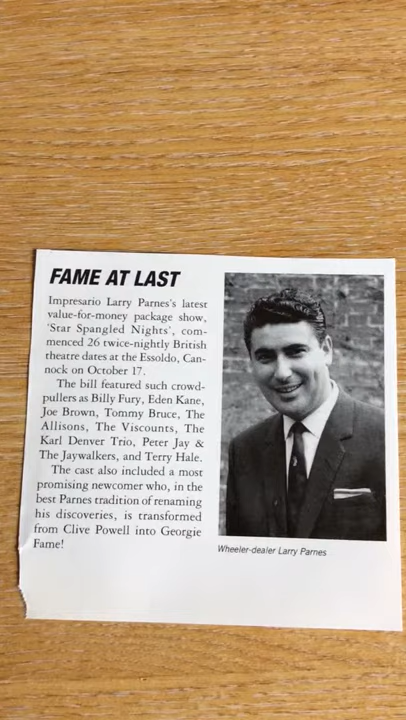 FAME AT LAST
Impresario Larry Parnes's latest
value-for-money package show,
'Star Spangled Nights', com-
menced 26 twice-nightly British
theatre dates at the Essoldo, Can-
nock on October 17.
The bill featured such crowd-
pullers as Billy Fury, Eden Kane,
Joe Brown, Tommy Bruce, The
Allisons, The Viscounts, The
Karl Denver Trio, Peter Jay &
The Jaywalkers, and Terry Hale.
The cast also included a most
promising newcomer who, in the
best Parnes tradition of renaming
his discoveries, is transformed
from Clive Powell into Georgie
Fame!
Wheeler-dealer Larry Parnes